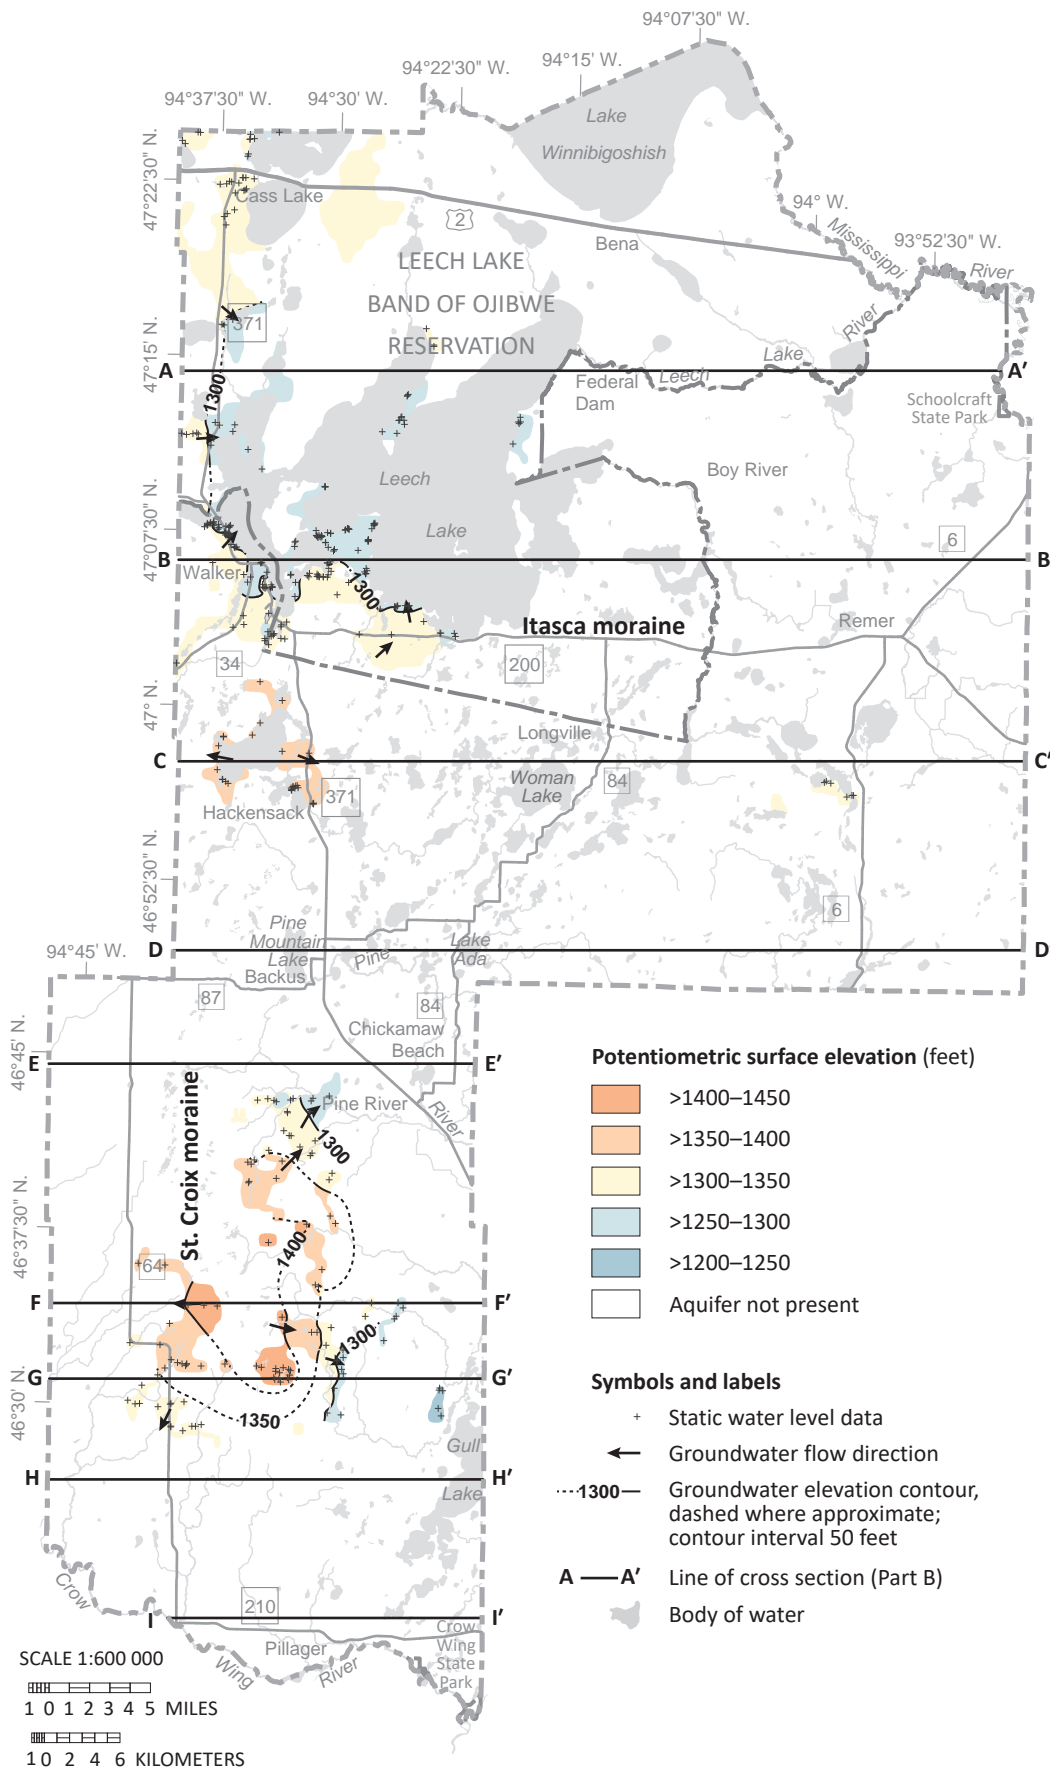 94°07'30" W.
94°15' W.
94°22'30" W.
94°37'30" W.
94°30' W.
Lake
Winnibigoshish
47°22'30" N.
Cass Lake
2
94° W.
Bena
Mississippi
93°52'30" W.
River
LEECH LAKE
BAND OF OJIBWE
RESERVATION
371
River
47°15' N.
A
A'
Federal
Dam
Leech
Lake
1300
Schoolcraft
State Park
Leech
Lake
Boy River
47°07'30" N.
6
B
B'
Walker
1300
Itasca moraine
Remer
34
200
47° N.
Longville
C
C'
Woman
Lake
84
Hackensack
371
46°52'30" N.
6
Pine
Mountain
Lake
Backus
Pine
Lake
Ada
94°45' W.
D
D'
87
84
Chickamaw
Beach
46°45' N.
E
E'
Pine River
River
1300
St. Croix moraine
46°37'30" N.
1400
64
F
F'
1300
G
G'
46°30' N.
1350
Gull
Lake
H
H'
Crow
I
I'
210
Pillager
Wing
River
Crow
Wing
State
Park
Potentiometric surface elevation (feet)
>1400–1450
>1350–1400
>1300–1350
>1250–1300
>1200–1250
Aquifer not present
Symbols and labels
Static water level data
Groundwater flow direction
1300
Groundwater elevation contour,
dashed where approximate;
contour interval 50 feet
A A' Line of cross section (Part B)
Body of water
SCALE 1:600 000
1 0 1 2 3 4 5 MILES
1 0 2 4 6 KILOMETERS